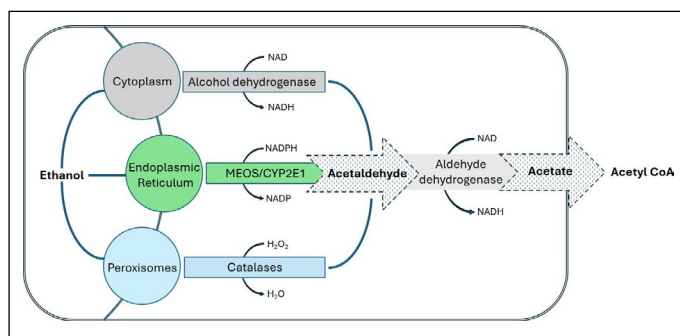 NAD
Cytoplasm
Alcohol dehydrogenase
NADH
NADPH
NAD
Ethanol
Endoplasmic
Reticulum
MEOS/CYP2E1
Acetaldehyde
Aldehyde
dehydrogenase
Acetate
Acetyl CoA
NADP
NADH
H₂O₂
Peroxisomes
Catalases
H₂O